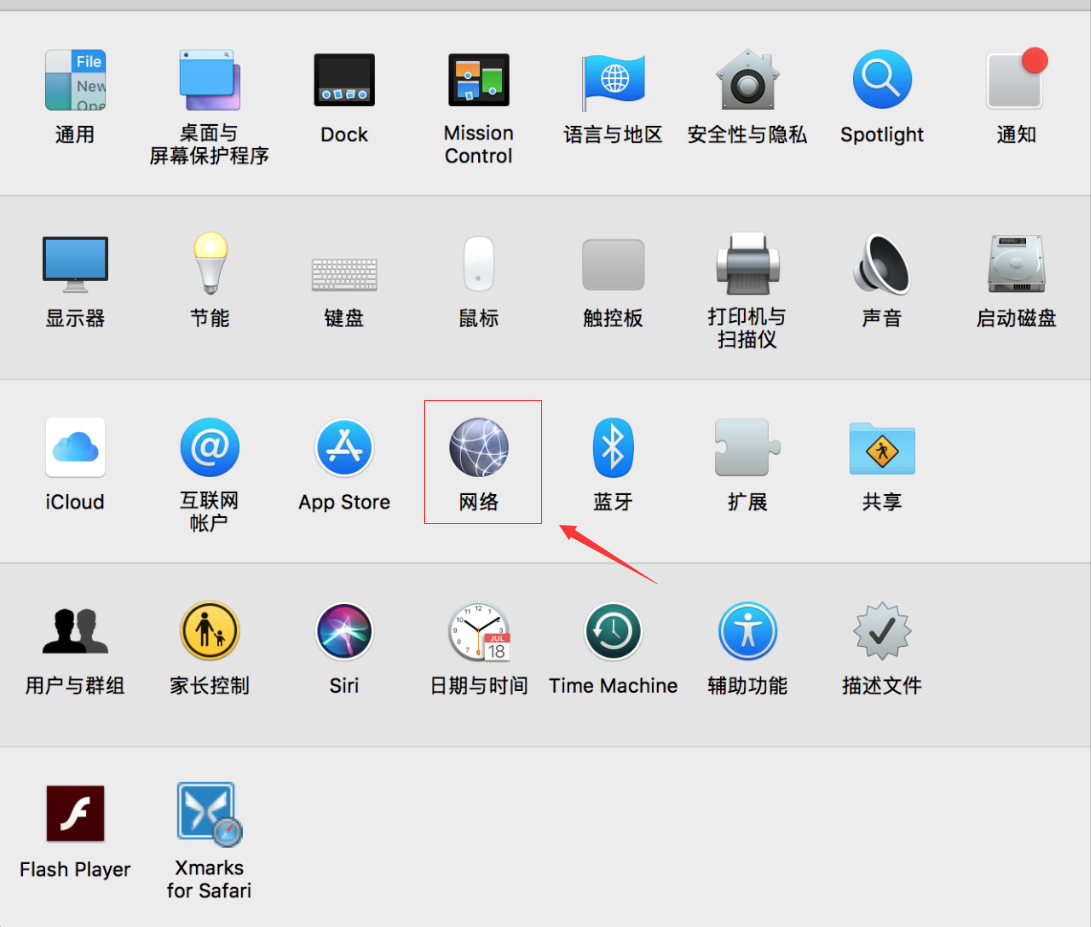 File
New
Ope
通用
桌面与
屏幕保护程序
Dock
Mission
Control
语言与地区
安全性与隐私
Spotlight
通知
显示器
节能
键盘
鼠标
触控板
打印机与
扫描仪
声音
启动磁盘
iCloud
互联网
帐户
App Store
网络
蓝牙
扩展
共享
用户与群组
家长控制
Siri
JUL
18
日期与时间
Time Machine
辅助功能
描述文件
Flash Player
Xmarks
for Safari